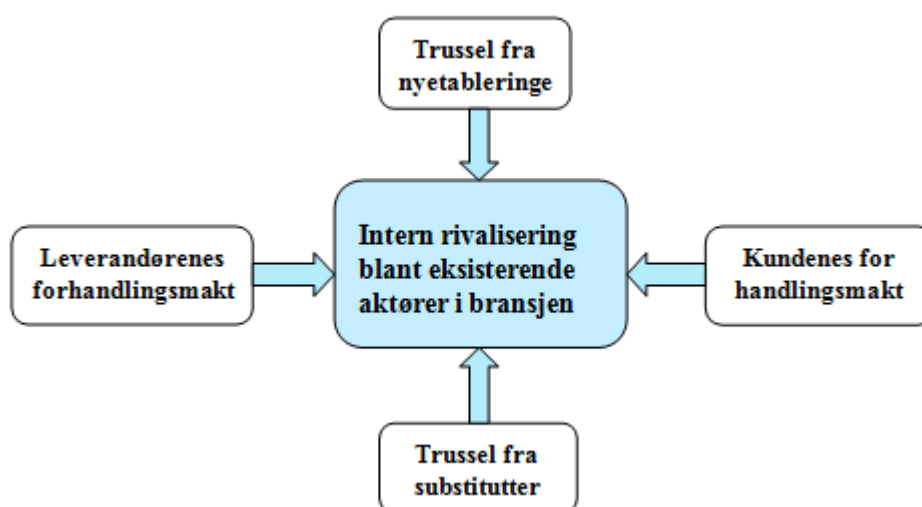 Trussel fra
nyetableringe
Leverandørenes
forhandlingsmakt
Intern rivalisering
blant eksisterende
aktører i bransjen
Kundenes for
handlingsmakt
Trussel fra
substitutter